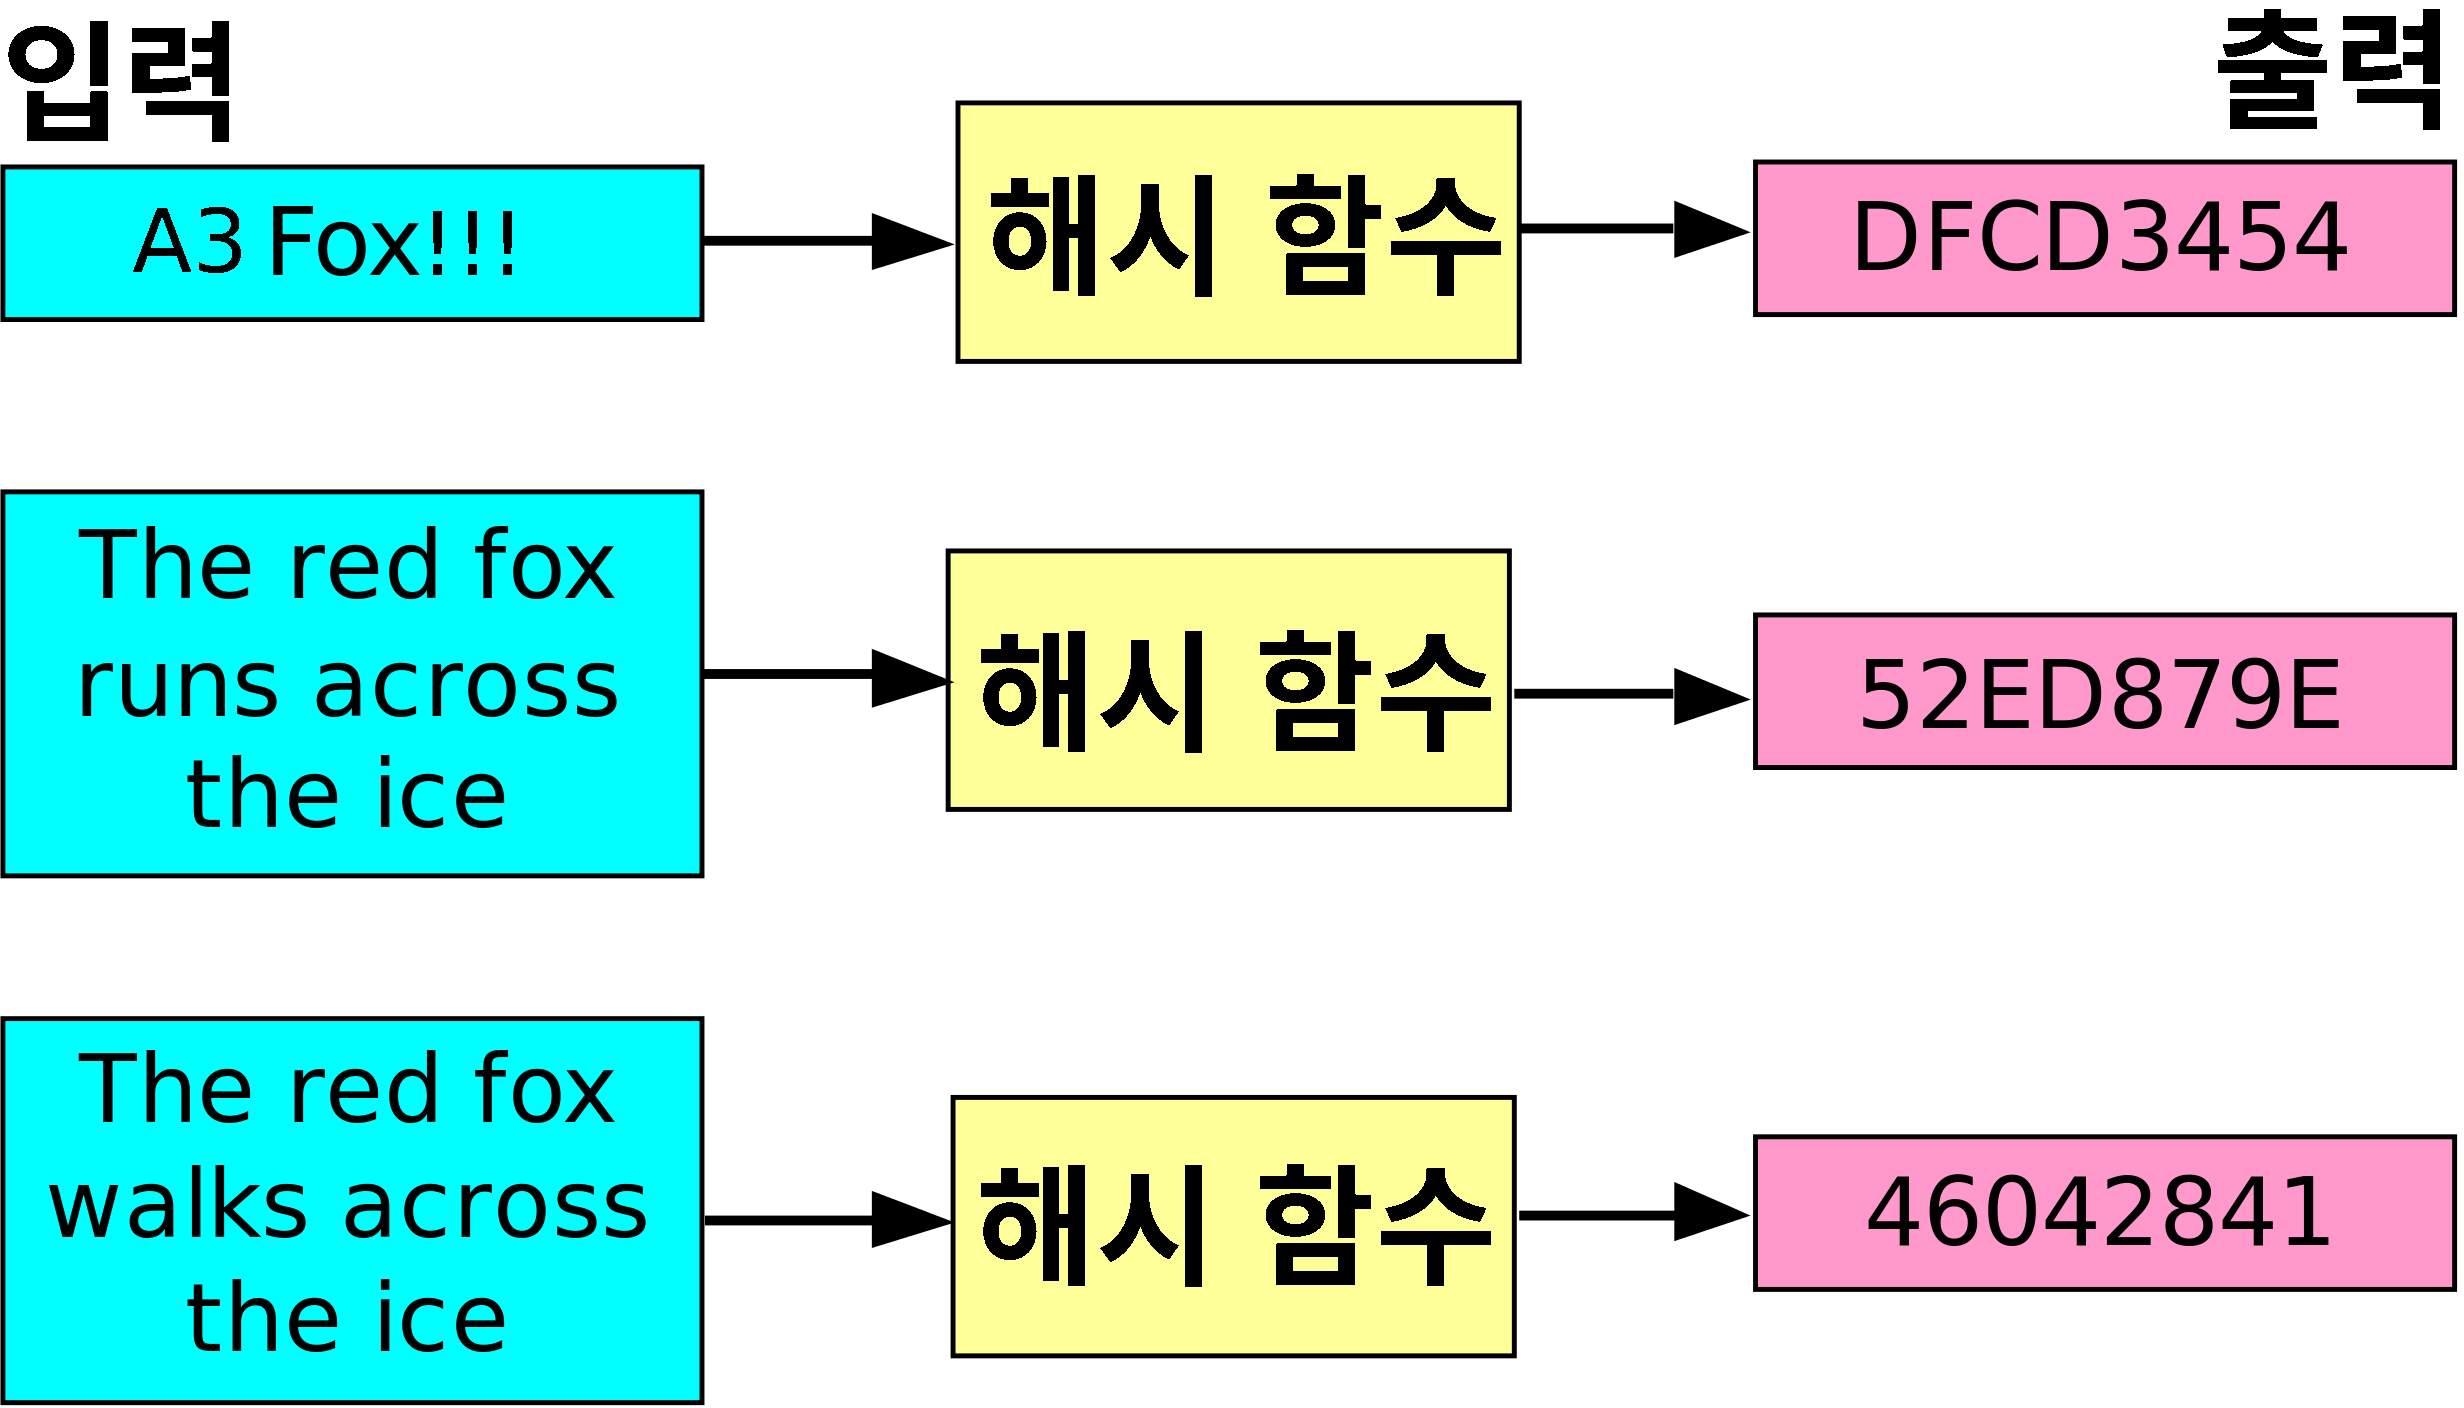 입력
출력
A3 Fox!!!
해시 함수
DFCD3454
The red fox
runs across
the ice
해시 함수
52ED879E
The red fox
walks across
the ice
해시 함수
46042841